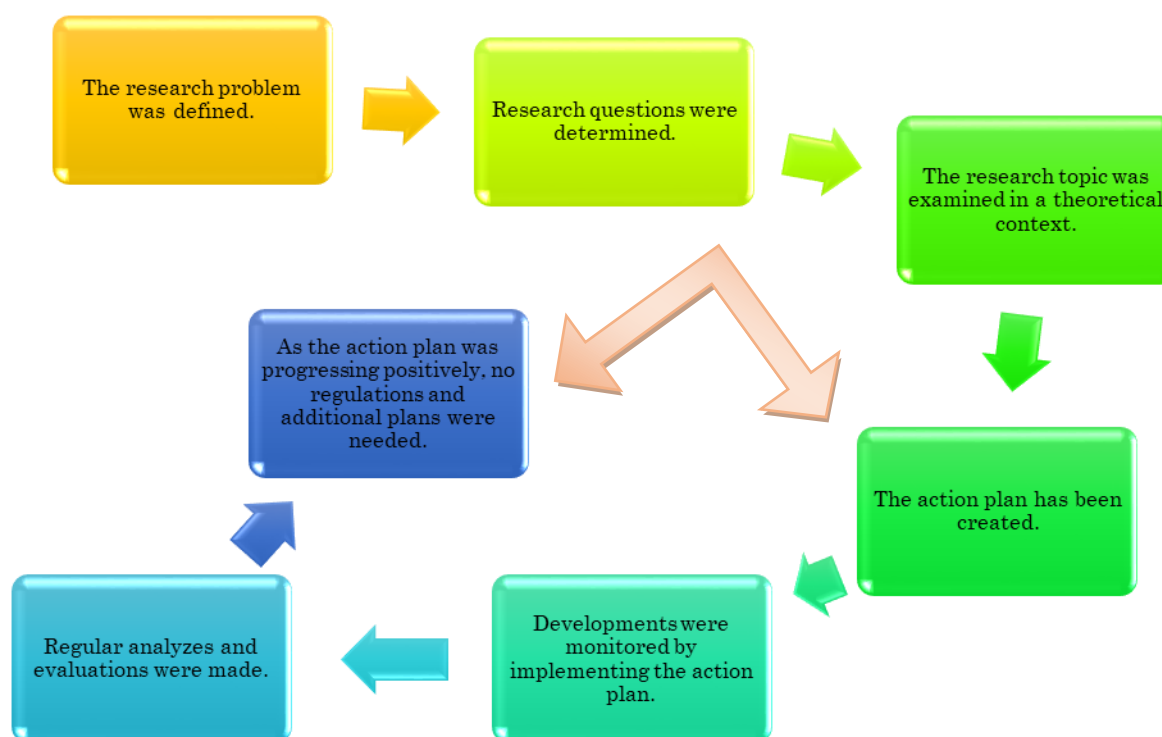 The research problem
was defined.
Research questions were
determined.
The research topic was
examined in a theoretical
context.
The action plan has been
created.
Developments were
monitored by
implementing the action
plan.
Regular analyzes and
evaluations were made.
As the action plan was
progressing positively, no
regulations and
additional plans were
needed.